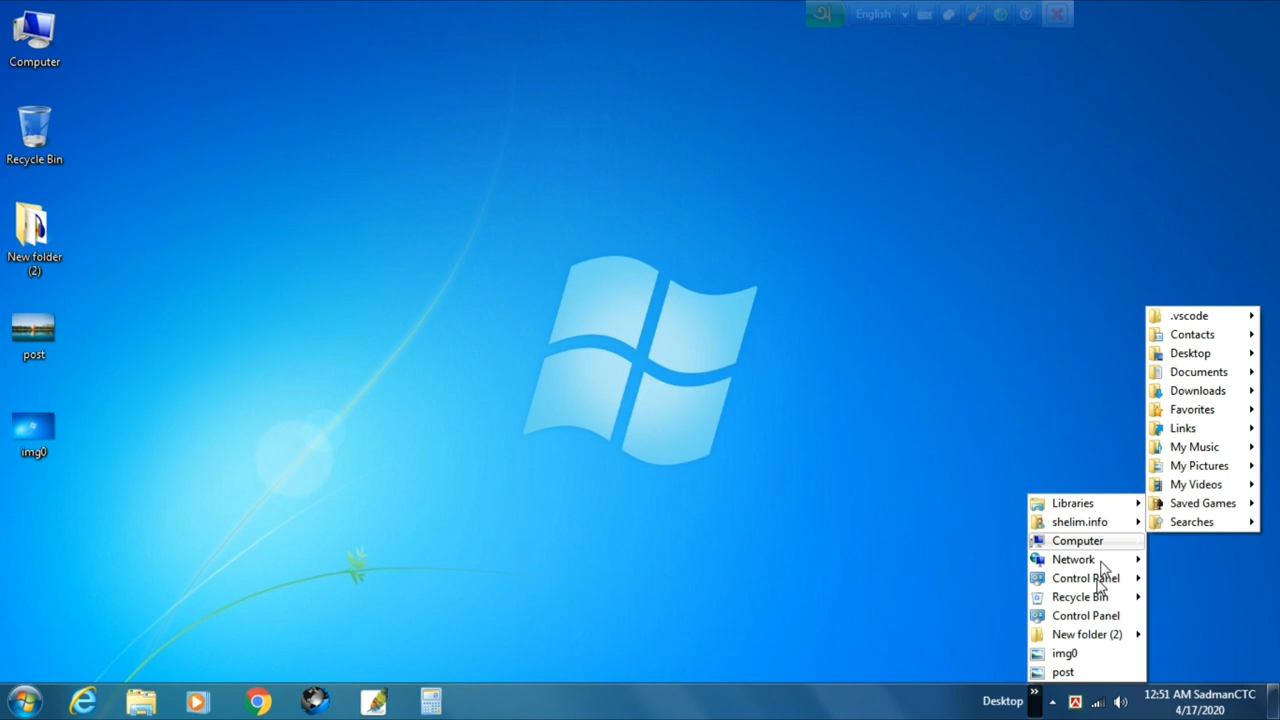 অ English
Computer
Recycle Bin
New folder
(2)
post
img0
.vscode
Contacts
Desktop
Documents
Downloads
Favorites
Links
My Music
My Pictures
My Videos
Saved Games
Searches
Libraries
shelim.info
Computer
Network
Control Panel
Recycle Bin
Control Panel
New folder (2)
img0
post
Desktop
12:51 AM SadmanCTC
4/17/2020